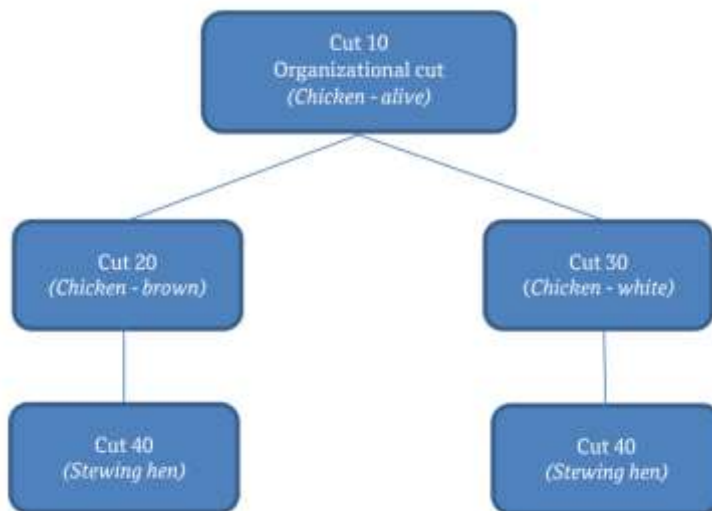 Cut 10
Organizational cut
(Chicken - alive)
Cut 20
(Chicken - brown)
Cut 30
(Chicken - white)
Cut 40
(Stewing hen)
Cut 40
(Stewing hen)